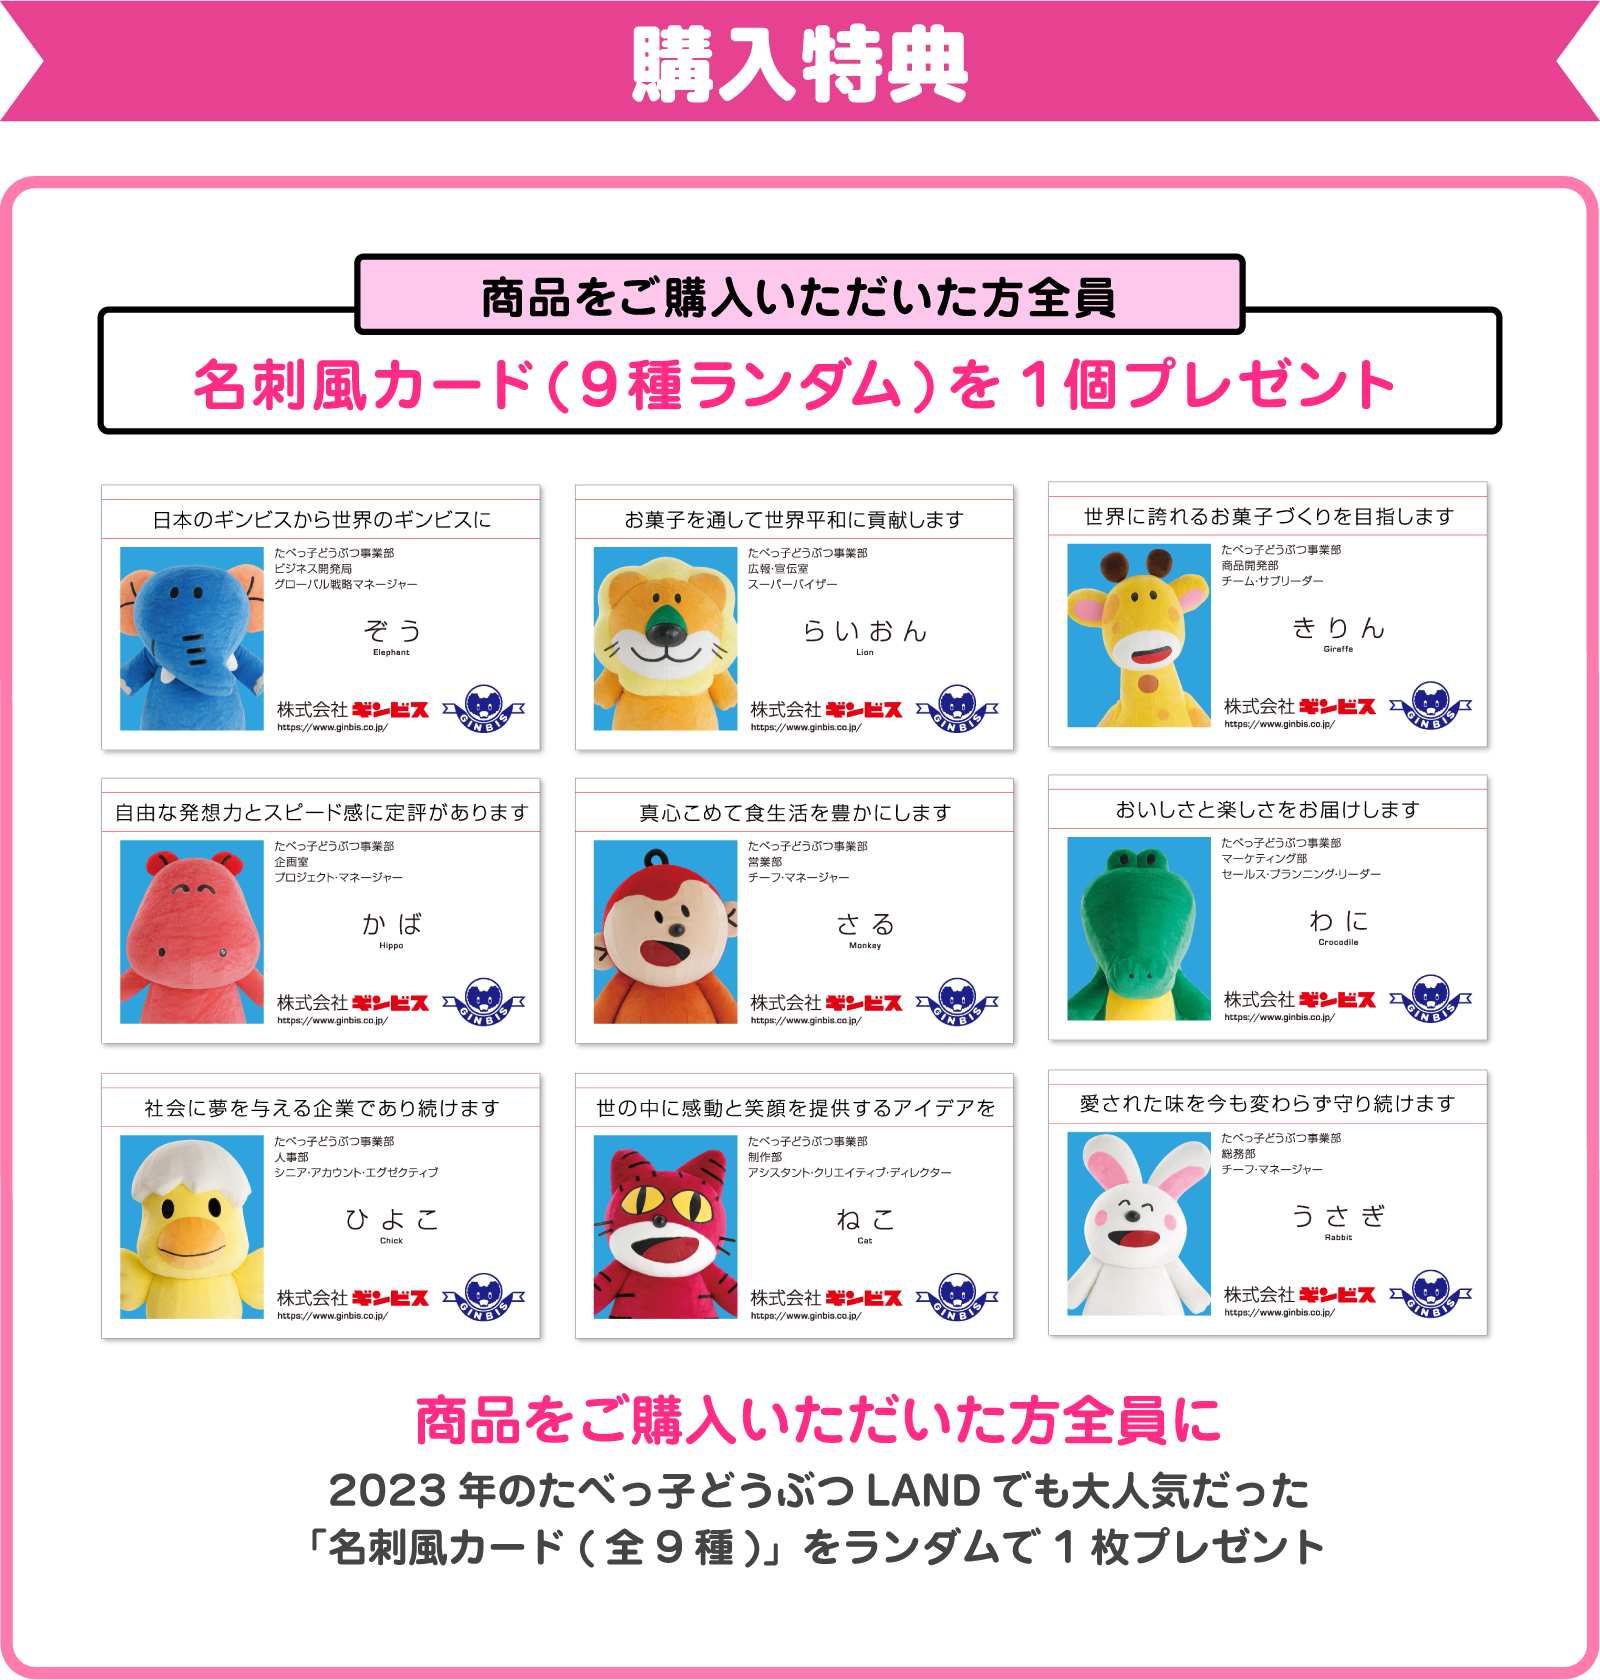 購入特典
商品をご購入いただいた方全員
名刺風カード(9種ランダム)を1個プレゼント
日本のギンビスから世界のギンビスに
たべっ子どうぶつ事業部
ビジネス開発局
グローバル戦略マネージャー
ぞう
Elephant
株式会社ギンビス
https://www.ginbis.co.jp/
GINBIS
お菓子を通して世界平和に貢献します
たべっ子どうぶつ事業部
広報・宣伝室
スーパーバイザー
らいおん
Lion
株式会社ギンビス
https://www.ginbis.co.jp/
GINBIS
世界に誇れるお菓子づくりを目指します
たべっ子どうぶつ事業部
商品開発部
チーム・サブリーダー
きりん
Giraffe
株式会社ギンビス
https://www.ginbis.co.jp/
GINBIS
自由な発想力とスピード感に定評があります
たべっ子どうぶつ事業部
企画室
プロジェクト・マネージャー
かば
Hippo
株式会社ギンビス
https://www.ginbis.co.jp/
GINBIS
真心こめて食生活を豊かにします
たべっ子どうぶつ事業部
営業部
チーフ・マネージャー
さる
Monkey
株式会社ギンビス
https://www.ginbis.co.jp/
GINBIS
おいしさと楽しさをお届けします
たべっ子どうぶつ事業部
マーケティング部
セールス・プランニング・リーダー
わに
Crocodile
株式会社ギンビス
https://www.ginbis.co.jp/
GINBIS
社会に夢を与える企業であり続けます
たべっ子どうぶつ事業部
人事部
シニア・アカウント・エグゼクティブ
ひよこ
Chick
株式会社ギンビス
https://www.ginbis.co.jp/
GINBIS
世の中に感動と笑顔を提供するアイデアを
たべっ子どうぶつ事業部
制作部
アシスタント・クリエイティブ・ディレクター
ねこ
Cat
株式会社ギンビス
https://www.ginbis.co.jp/
GINBIS
愛された味を今も変わらず守り続けます
たべっ子どうぶつ事業部
総務部
チーフ・マネージャー
うさぎ
Rabbit
株式会社ギンビス
https://www.ginbis.co.jp/
GINBIS
商品をご購入いただいた方全員に
2023年のたべっ子どうぶつLANDでも大人気だった
「名刺風カード(全9種)」をランダムで1枚プレゼント